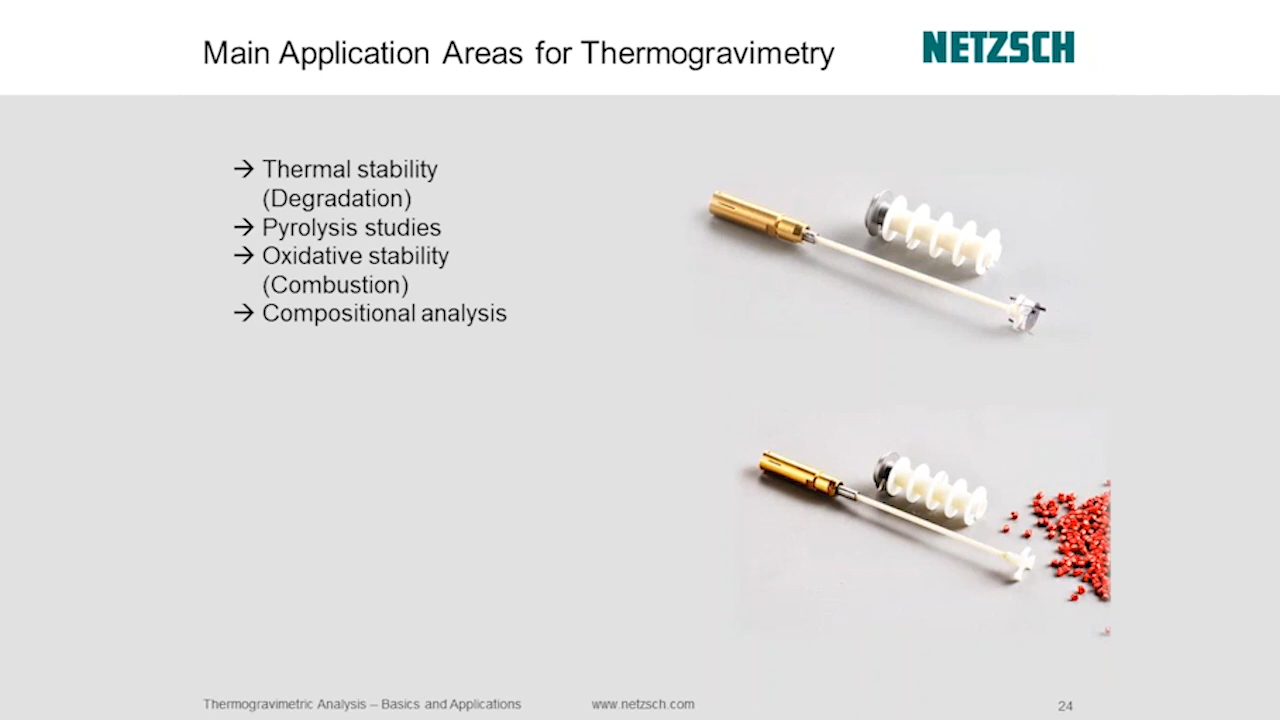 Main Application Areas for Thermogravimetry
NETZSCH
→ Thermal stability
(Degradation)
→ Pyrolysis studies
→ Oxidative stability
(Combustion)
→ Compositional analysis
Thermogravimetric Analysis – Basics and Applications www.netzsch.com 24